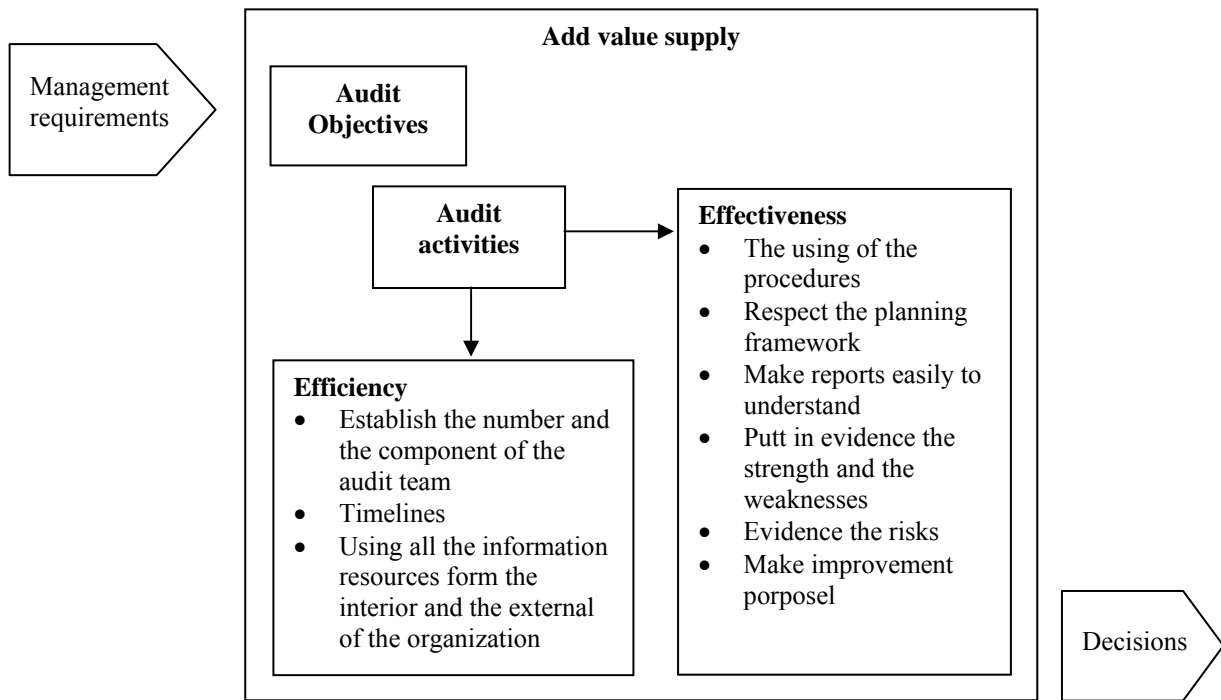 Add value supply
Management
requirements
Audit
Objectives
Audit
activities
Effectiveness
• The using of the
procedures
• Respect the planning
framework
• Make reports easily to
understand
• Putt in evidence the
strength and the
weaknesses
• Evidence the risks
• Make improvement
porposel
Efficiency
• Establish the number and
the component of the
audit team
• Timelines
• Using all the information
resources form the
interior and the external
of the organization
Decisions